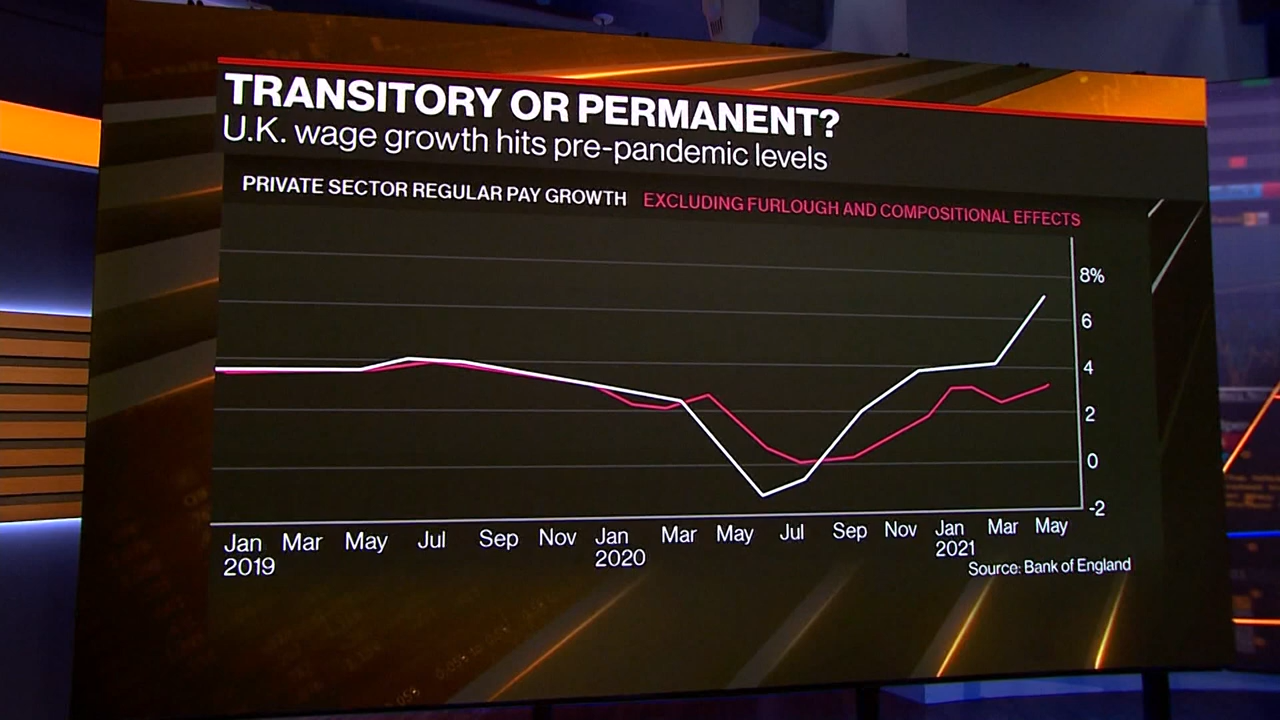 TRANSITORY OR PERMANENT?
U.K. wage growth hits pre-pandemic levels
PRIVATE SECTOR REGULAR PAY GROWTH EXCLUDING FURLOUGH AND COMPOSITIONAL EFFECTS
8%
6
4
2
0
-2
Jan Mar May Jul Sep Nov Jan Mar May Jul Sep Nov Jan Mar May
2019 2020 2021
Source: Bank of England